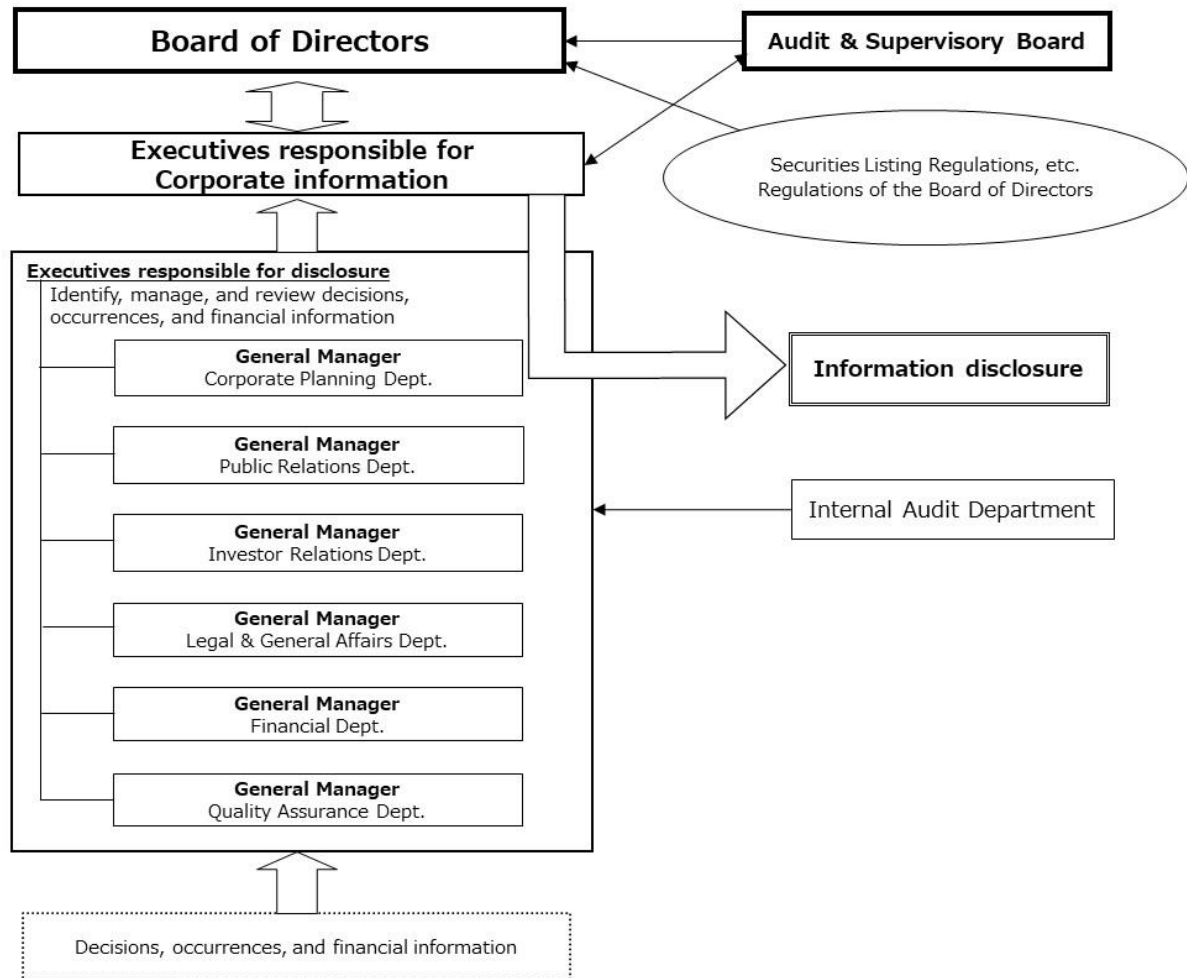 Board of Directors
Audit & Supervisory Board
Executives responsible for
Corporate information
Securities Listing Regulations, etc.
Regulations of the Board of Directors
Executives responsible for disclosure
Identify, manage, and review decisions,
occurrences, and financial information
General Manager
Corporate Planning Dept.
Information disclosure
General Manager
Public Relations Dept.
General Manager
Investor Relations Dept.
Internal Audit Department
General Manager
Legal & General Affairs Dept.
General Manager
Financial Dept.
General Manager
Quality Assurance Dept.
Decisions, occurrences, and financial information